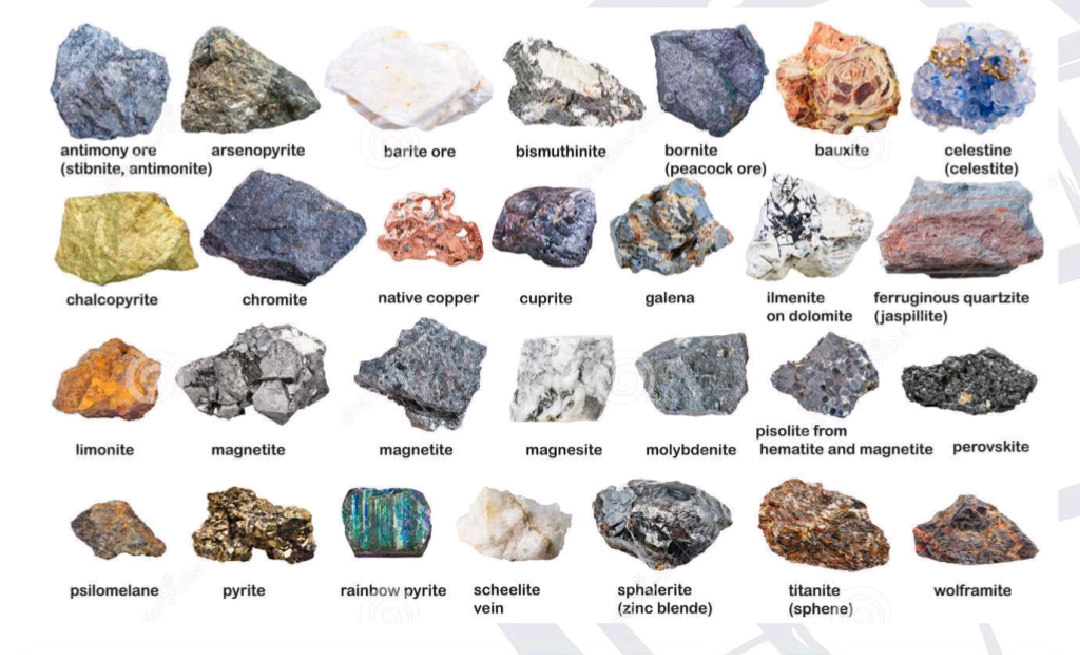 antimony ore
(stibnite, antimonite)
arsenopyrite
barite ore
bismuthinite
bornite
(peacock ore)
bauxite
celestine
(celestite)
chalcopyrite
chromite
native copper
cuprite
galena
ilmenite
on dolomite
ferruginous quartzite
(jaspillite)
limonite
magnetite
magnetite
magnesite
molybdenite
pisolite from
hematite and magnetite
perovskite
psilomelane
pyrite
rainbow pyrite
scheelite
vein
sphalerite
(zinc blende)
titanite
(sphene)
wolframite